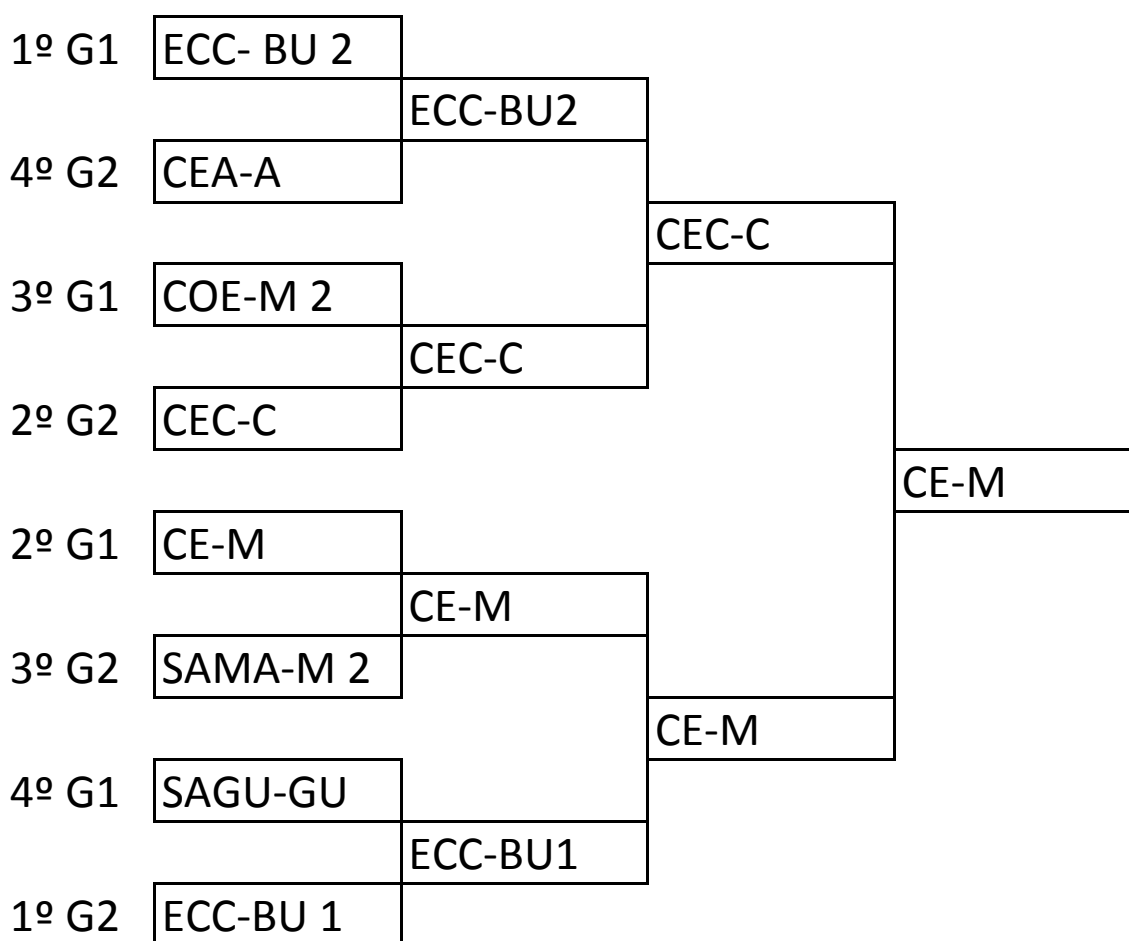 1º G1 ECC- BU 2
ECC-BU2
4º G2 CEA-A
CEC-C
3º G1 COE-M 2
CEC-C
2º G2 CEC-C
CE-M
2º G1 CE-M
CE-M
3º G2 SAMA-M 2
CE-M
4º G1 SAGU-GU
ECC-BU1
1º G2 ECC-BU 1